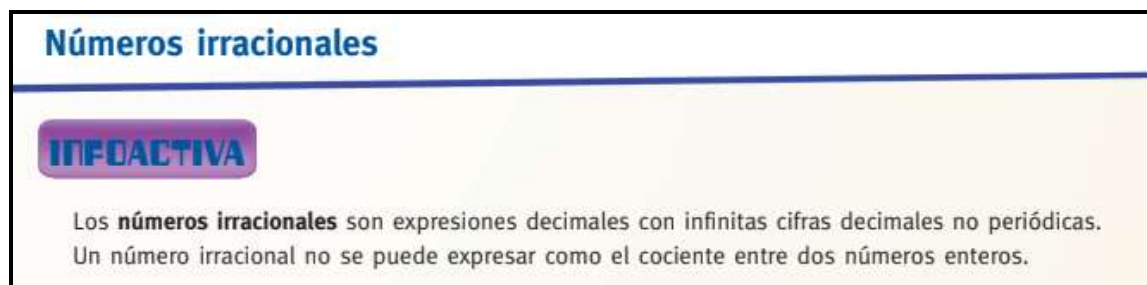 Números irracionales
INFOACTIVA
Los números irracionales son expresiones decimales con infinitas cifras decimales no periódicas.
Un número irracional no se puede expresar como el cociente entre dos números enteros.